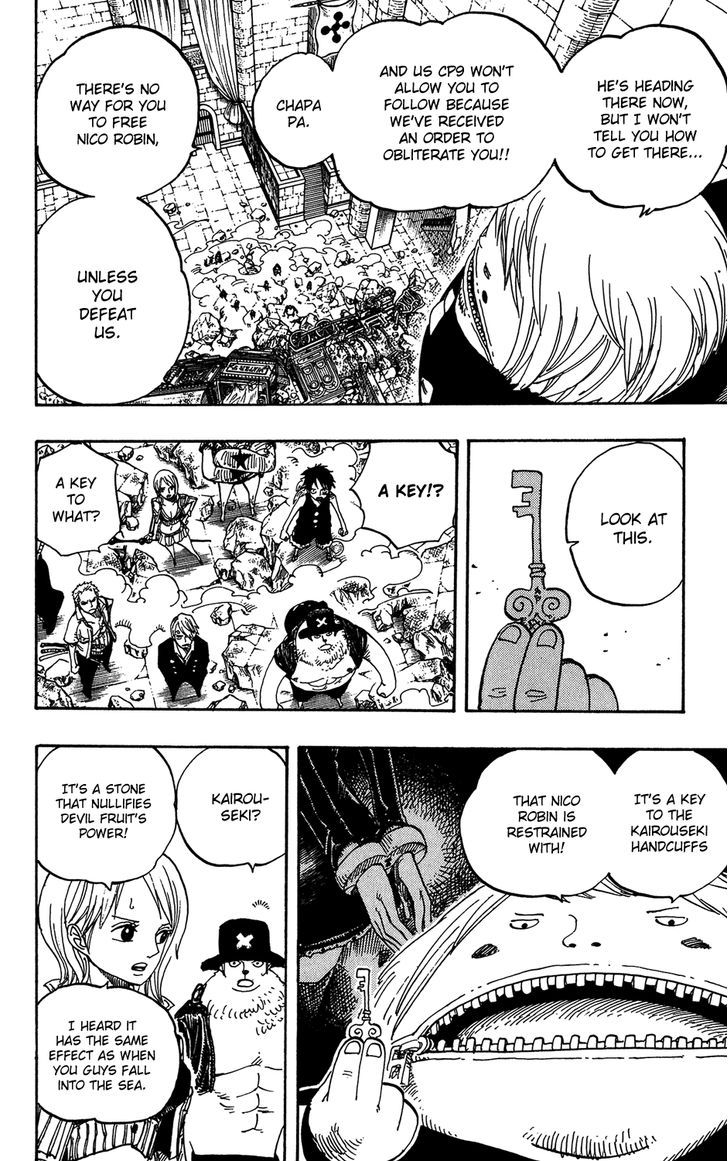 HE'S HEADING
THERE NOW,
BUT I WON'T
TELL YOU HOW
TO GET THERE...
AND US CP9 WON'T
ALLOW YOU TO
FOLLOW BECAUSE
WE'VE RECEIVED
AN ORDER TO
OBLITERATE YOU!!
CHAPA
PA.
THERE'S NO
WAY FOR YOU
TO FREE
NICO ROBIN,
UNLESS
YOU
DEFEAT
US.
LOOK AT
THIS.
A KEY!?
A KEY
TO
WHAT?
IT'S A KEY
TO THE
KAIROUSEKI
HANDCUFFS
THAT NICO
ROBIN IS
RESTRAINED
WITH!
KAIROU-
SEKI?
IT'S A STONE
THAT NULLIFIES
DEVIL FRUIT'S
POWER!
I HEARD IT
HAS THE SAME
EFFECT AS WHEN
YOU GUYS FALL
INTO THE SEA.